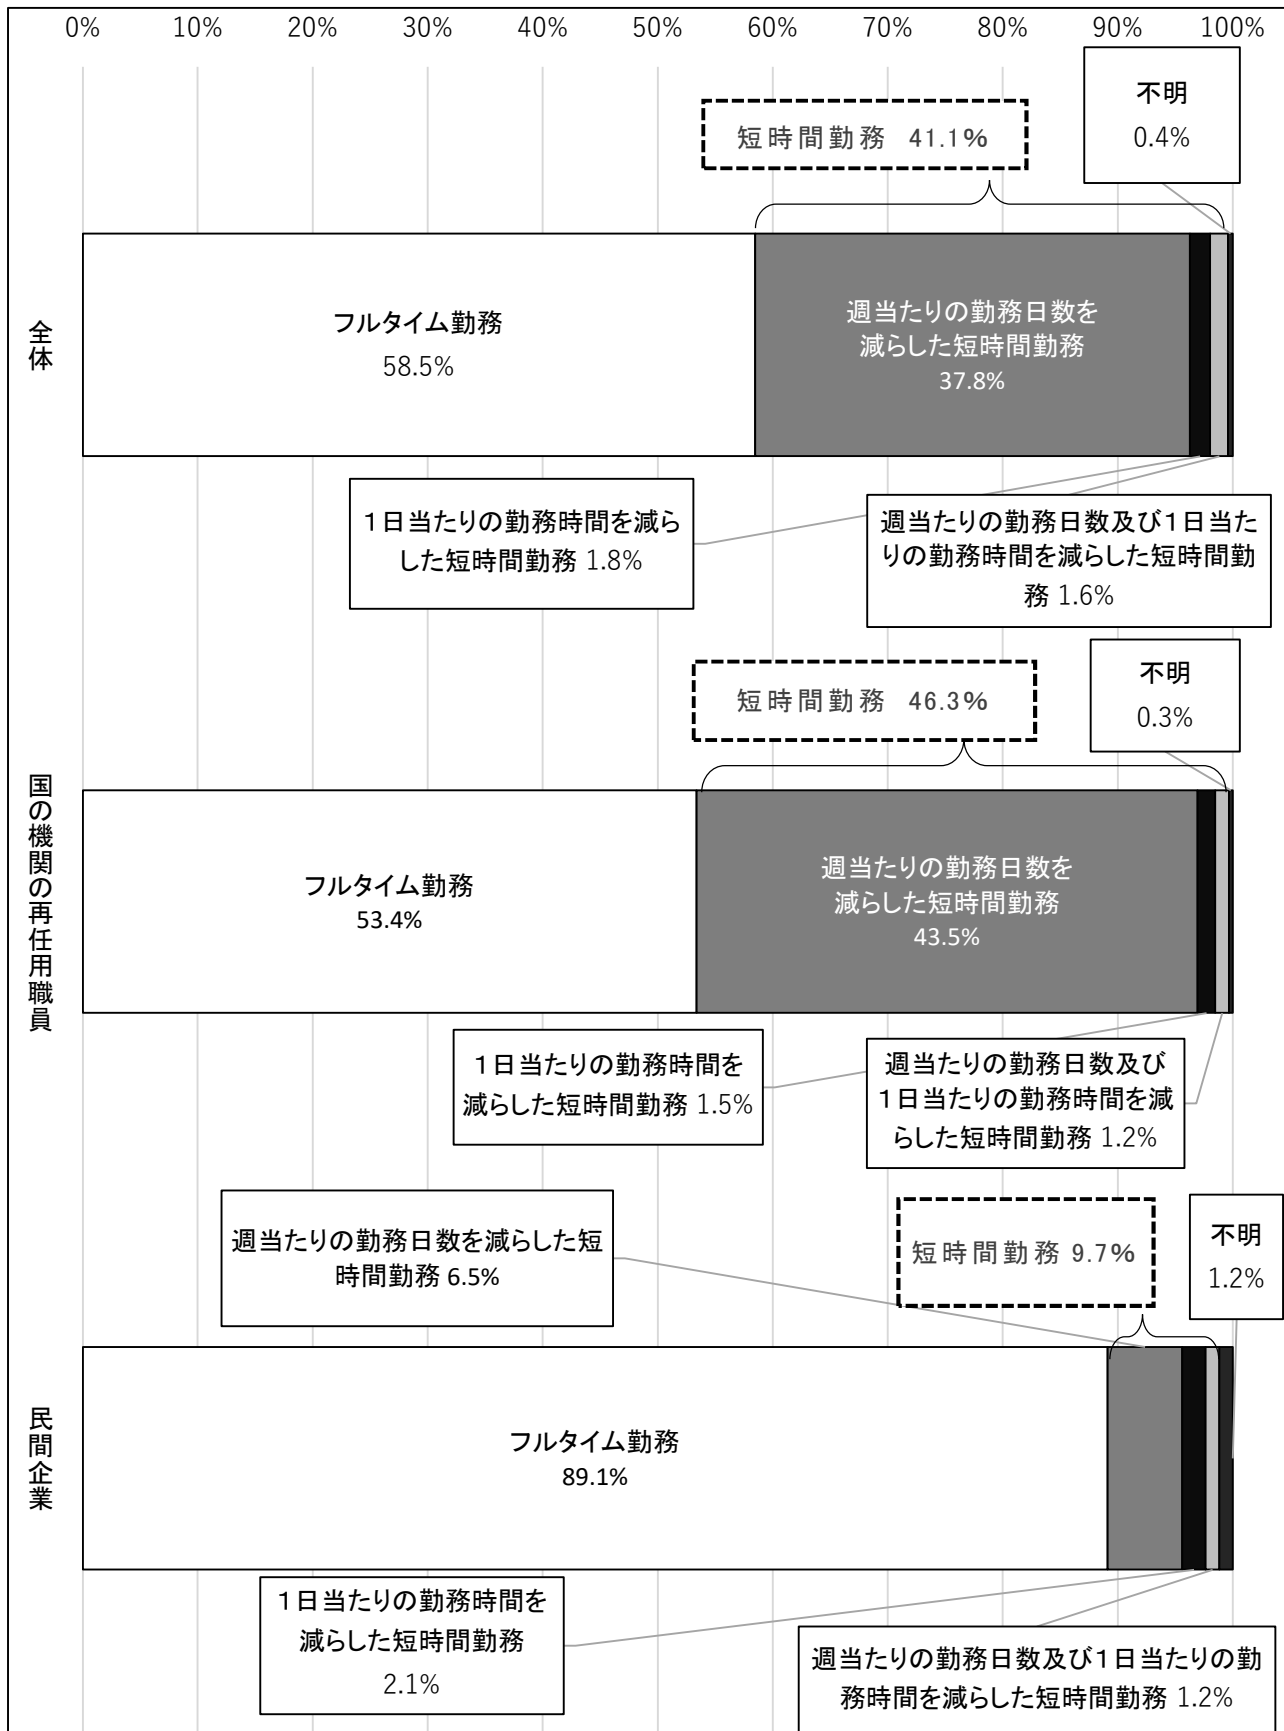 0% 10% 20% 30% 40% 50% 60% 70% 80% 90% 100%
不明
0.4%
短時間勤務 41.1%
全体
フルタイム勤務
58.5%
週当たりの勤務日数を
減らした短時間勤務
37.8%
1日当たりの勤務時間を減ら
した短時間勤務 1.8%
週当たりの勤務日数及び1日当た
りの勤務時間を減らした短時間勤
務 1.6%
不明
0.3%
短時間勤務 46.3%
国の機関の再任用職員
フルタイム勤務
53.4%
週当たりの勤務日数を
減らした短時間勤務
43.5%
1日当たりの勤務時間を
減らした短時間勤務 1.5%
週当たりの勤務日数及び
1日当たりの勤務時間を減
らした短時間勤務 1.2%
週当たりの勤務日数を減らした短
時間勤務 6.5%
短時間勤務 9.7%
不明
1.2%
民間企業
フルタイム勤務
89.1%
1日当たりの勤務時間を
減らした短時間勤務
2.1%
週当たりの勤務日数及び1日当たりの勤
務時間を減らした短時間勤務 1.2%